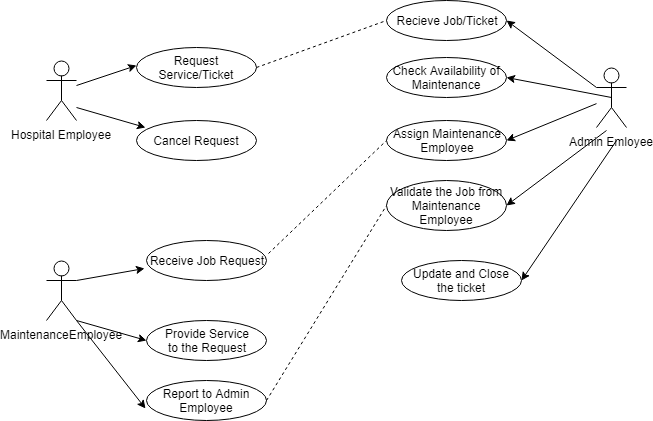 Recieve Job/Ticket
Request
Service/Ticket
Check Availability of
Maintenance
Hospital Employee
Cancel Request
Assign Maintenance
Employee
Admin Emloyee
Validate the Job from
Maintenance
Employee
Receive Job Request
Update and Close
the ticket
MaintenanceEmployee
Provide Service
to the Request
Report to Admin
Employee